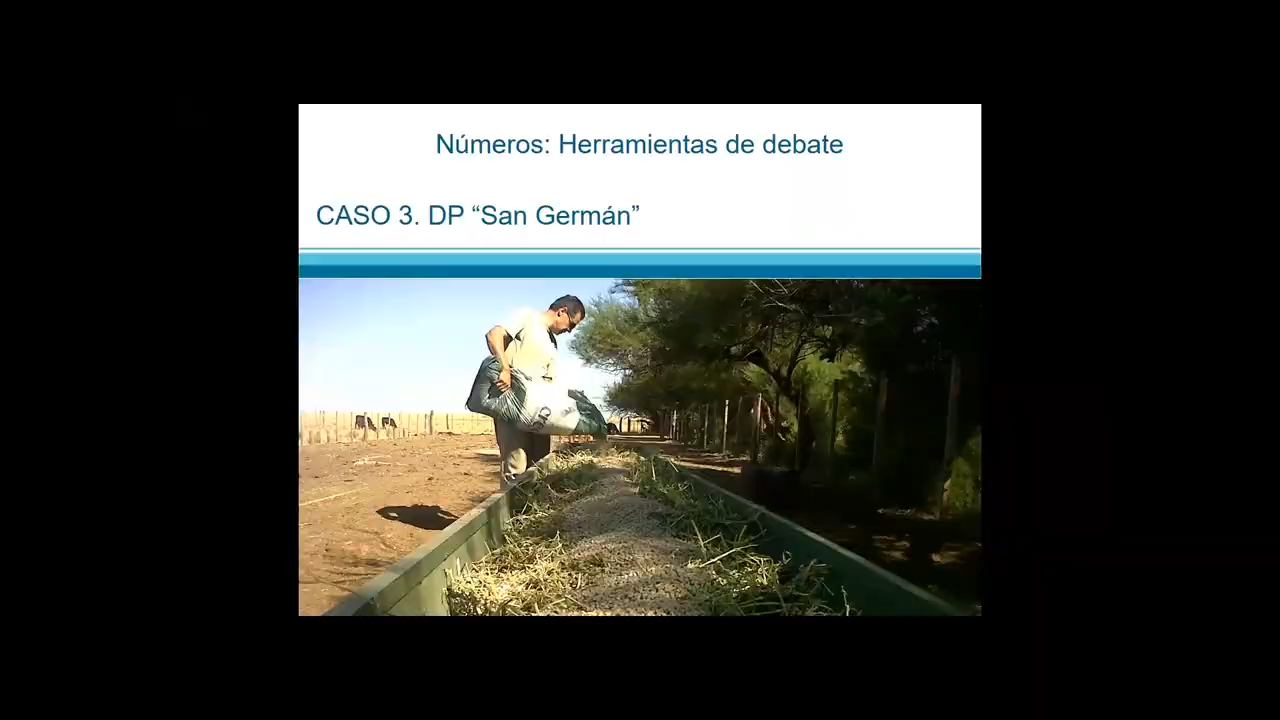 Números: Herramientas de debate
CASO 3. DP “San Germán”